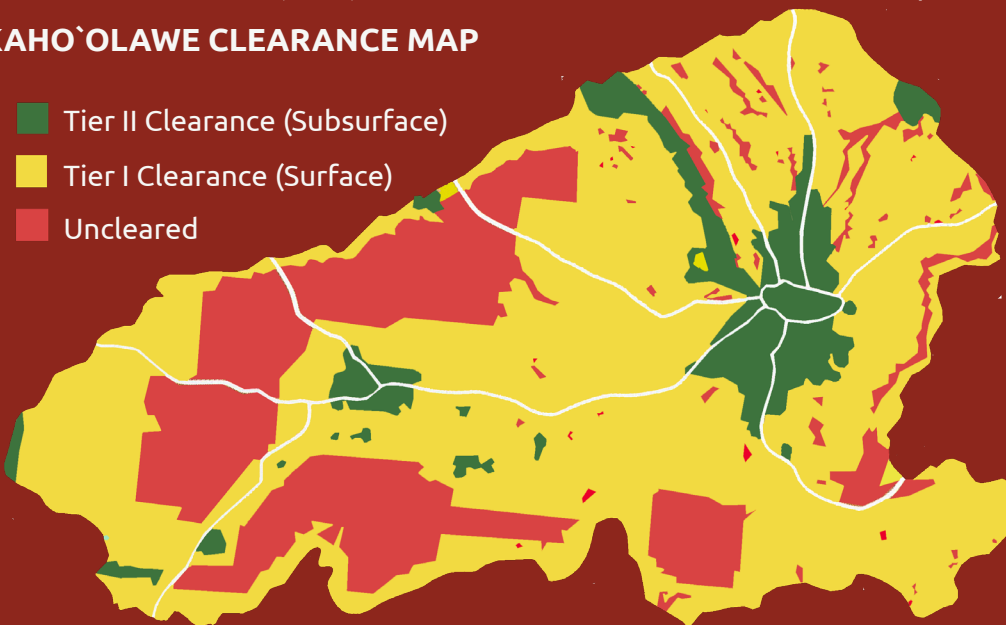 KAHO`OLAWE CLEARANCE MAP
Tier II Clearance (Subsurface)
Tier I Clearance (Surface)
Uncleared